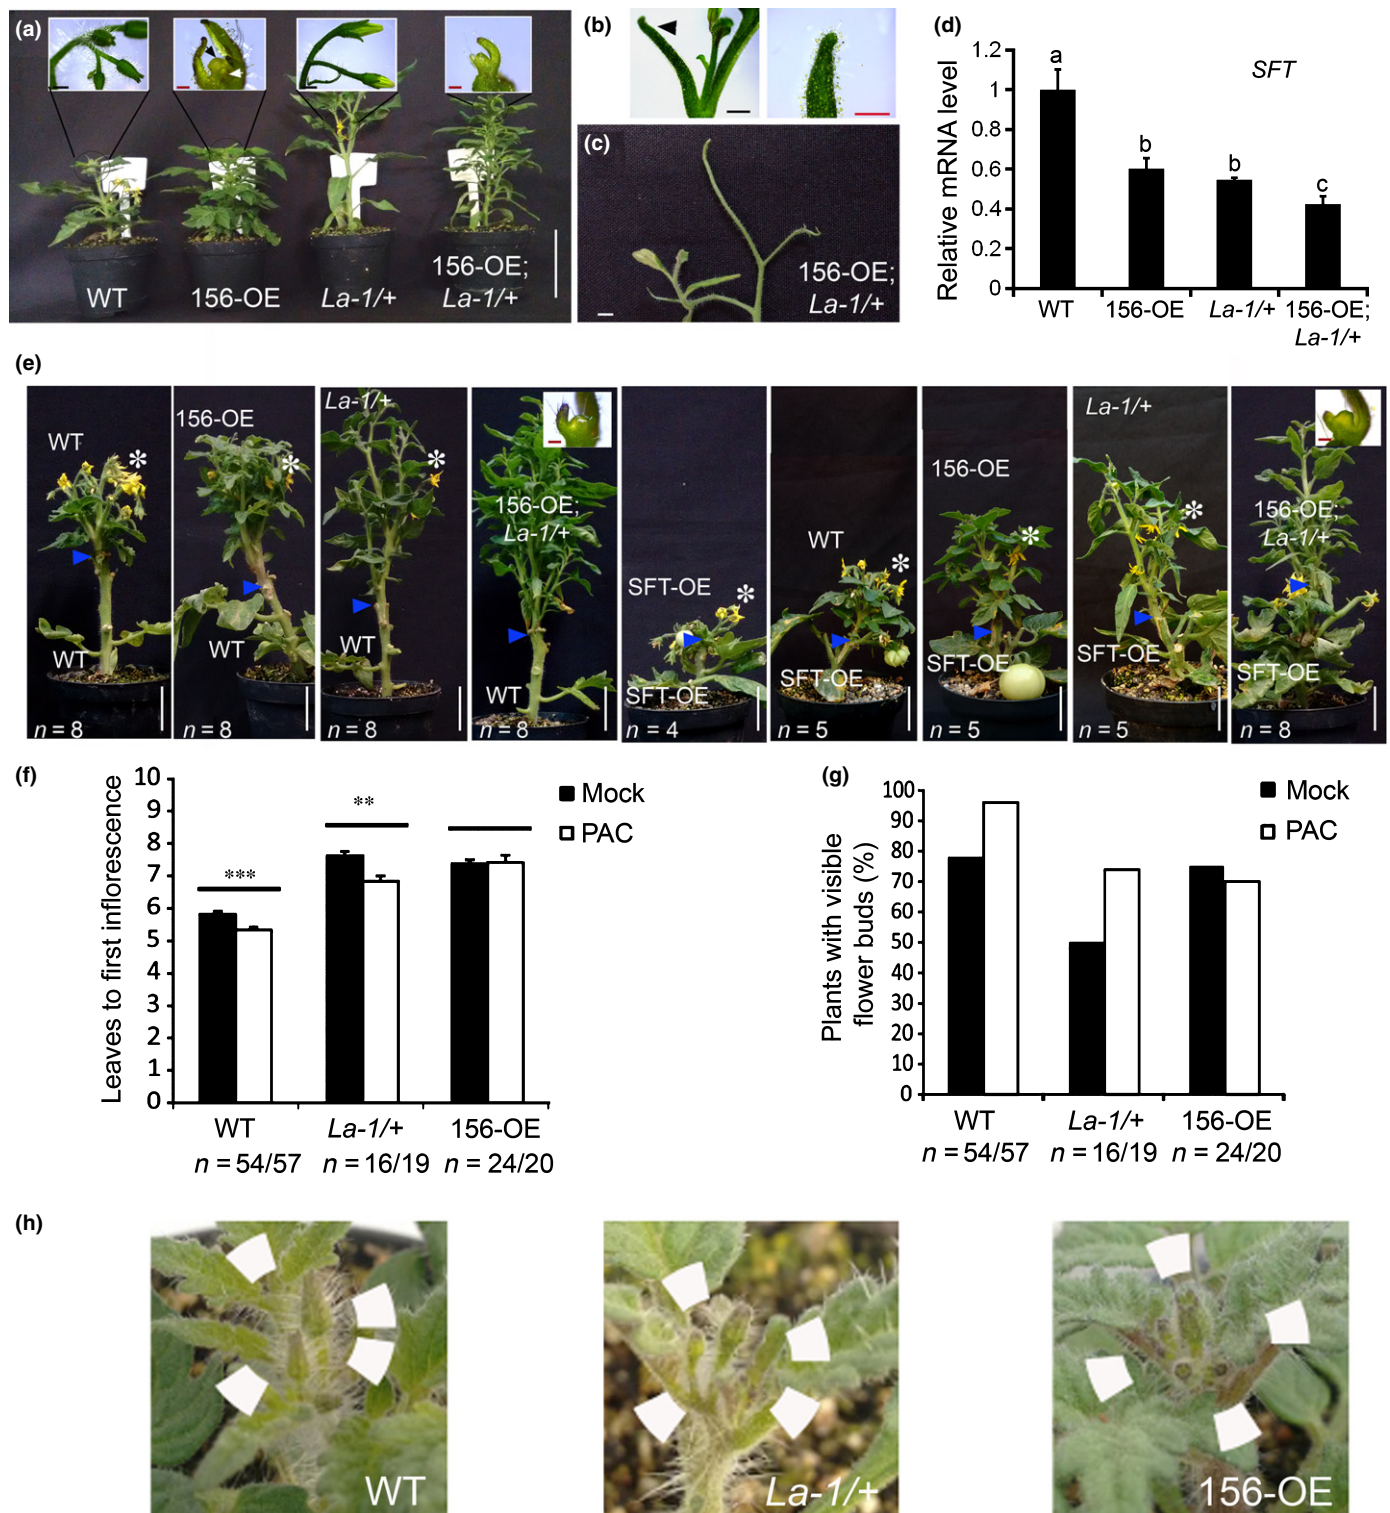 (a)
WT
156-OE
La-1/+
156-OE;
La-1/+
(b)
(c)
156-OE;
La-1/+
(d)
SFT
Relative mRNA level
1.2
1
1.2
0.6
0.4
0.2
0
a
b
b
c
WT
156-OE
La-1/+
156-OE;
La-1/+
(e)
WT
WT
n = 8
156-OE
WT
n = 8
La-1/+
WT
n = 8
156-OE;
La-1/+
WT
n = 8
SFT-OE
SFT-OE
n = 4
WT
SFT-OE
n = 5
156-OE
SFT-OE
n = 5
La-1/+
SFT-OE
n = 5
156-OE;
La-1/+
SFT-OE
n = 8
(f)
Leaves to first inflorescence
10
9
8
7
6
5
4
3
2
1
0
***
**
Mock
PAC
WT
La-1/+
156-OE
n = 54/57
n = 16/19
n = 24/20
(g)
Plants with visible
flower buds (%)
100
90
80
70
60
50
40
30
20
10
0
Mock
PAC
WT
La-1/+
156-OE
n = 54/57
n = 16/19
n = 24/20
(h)
WT
La-1/+
156-OE